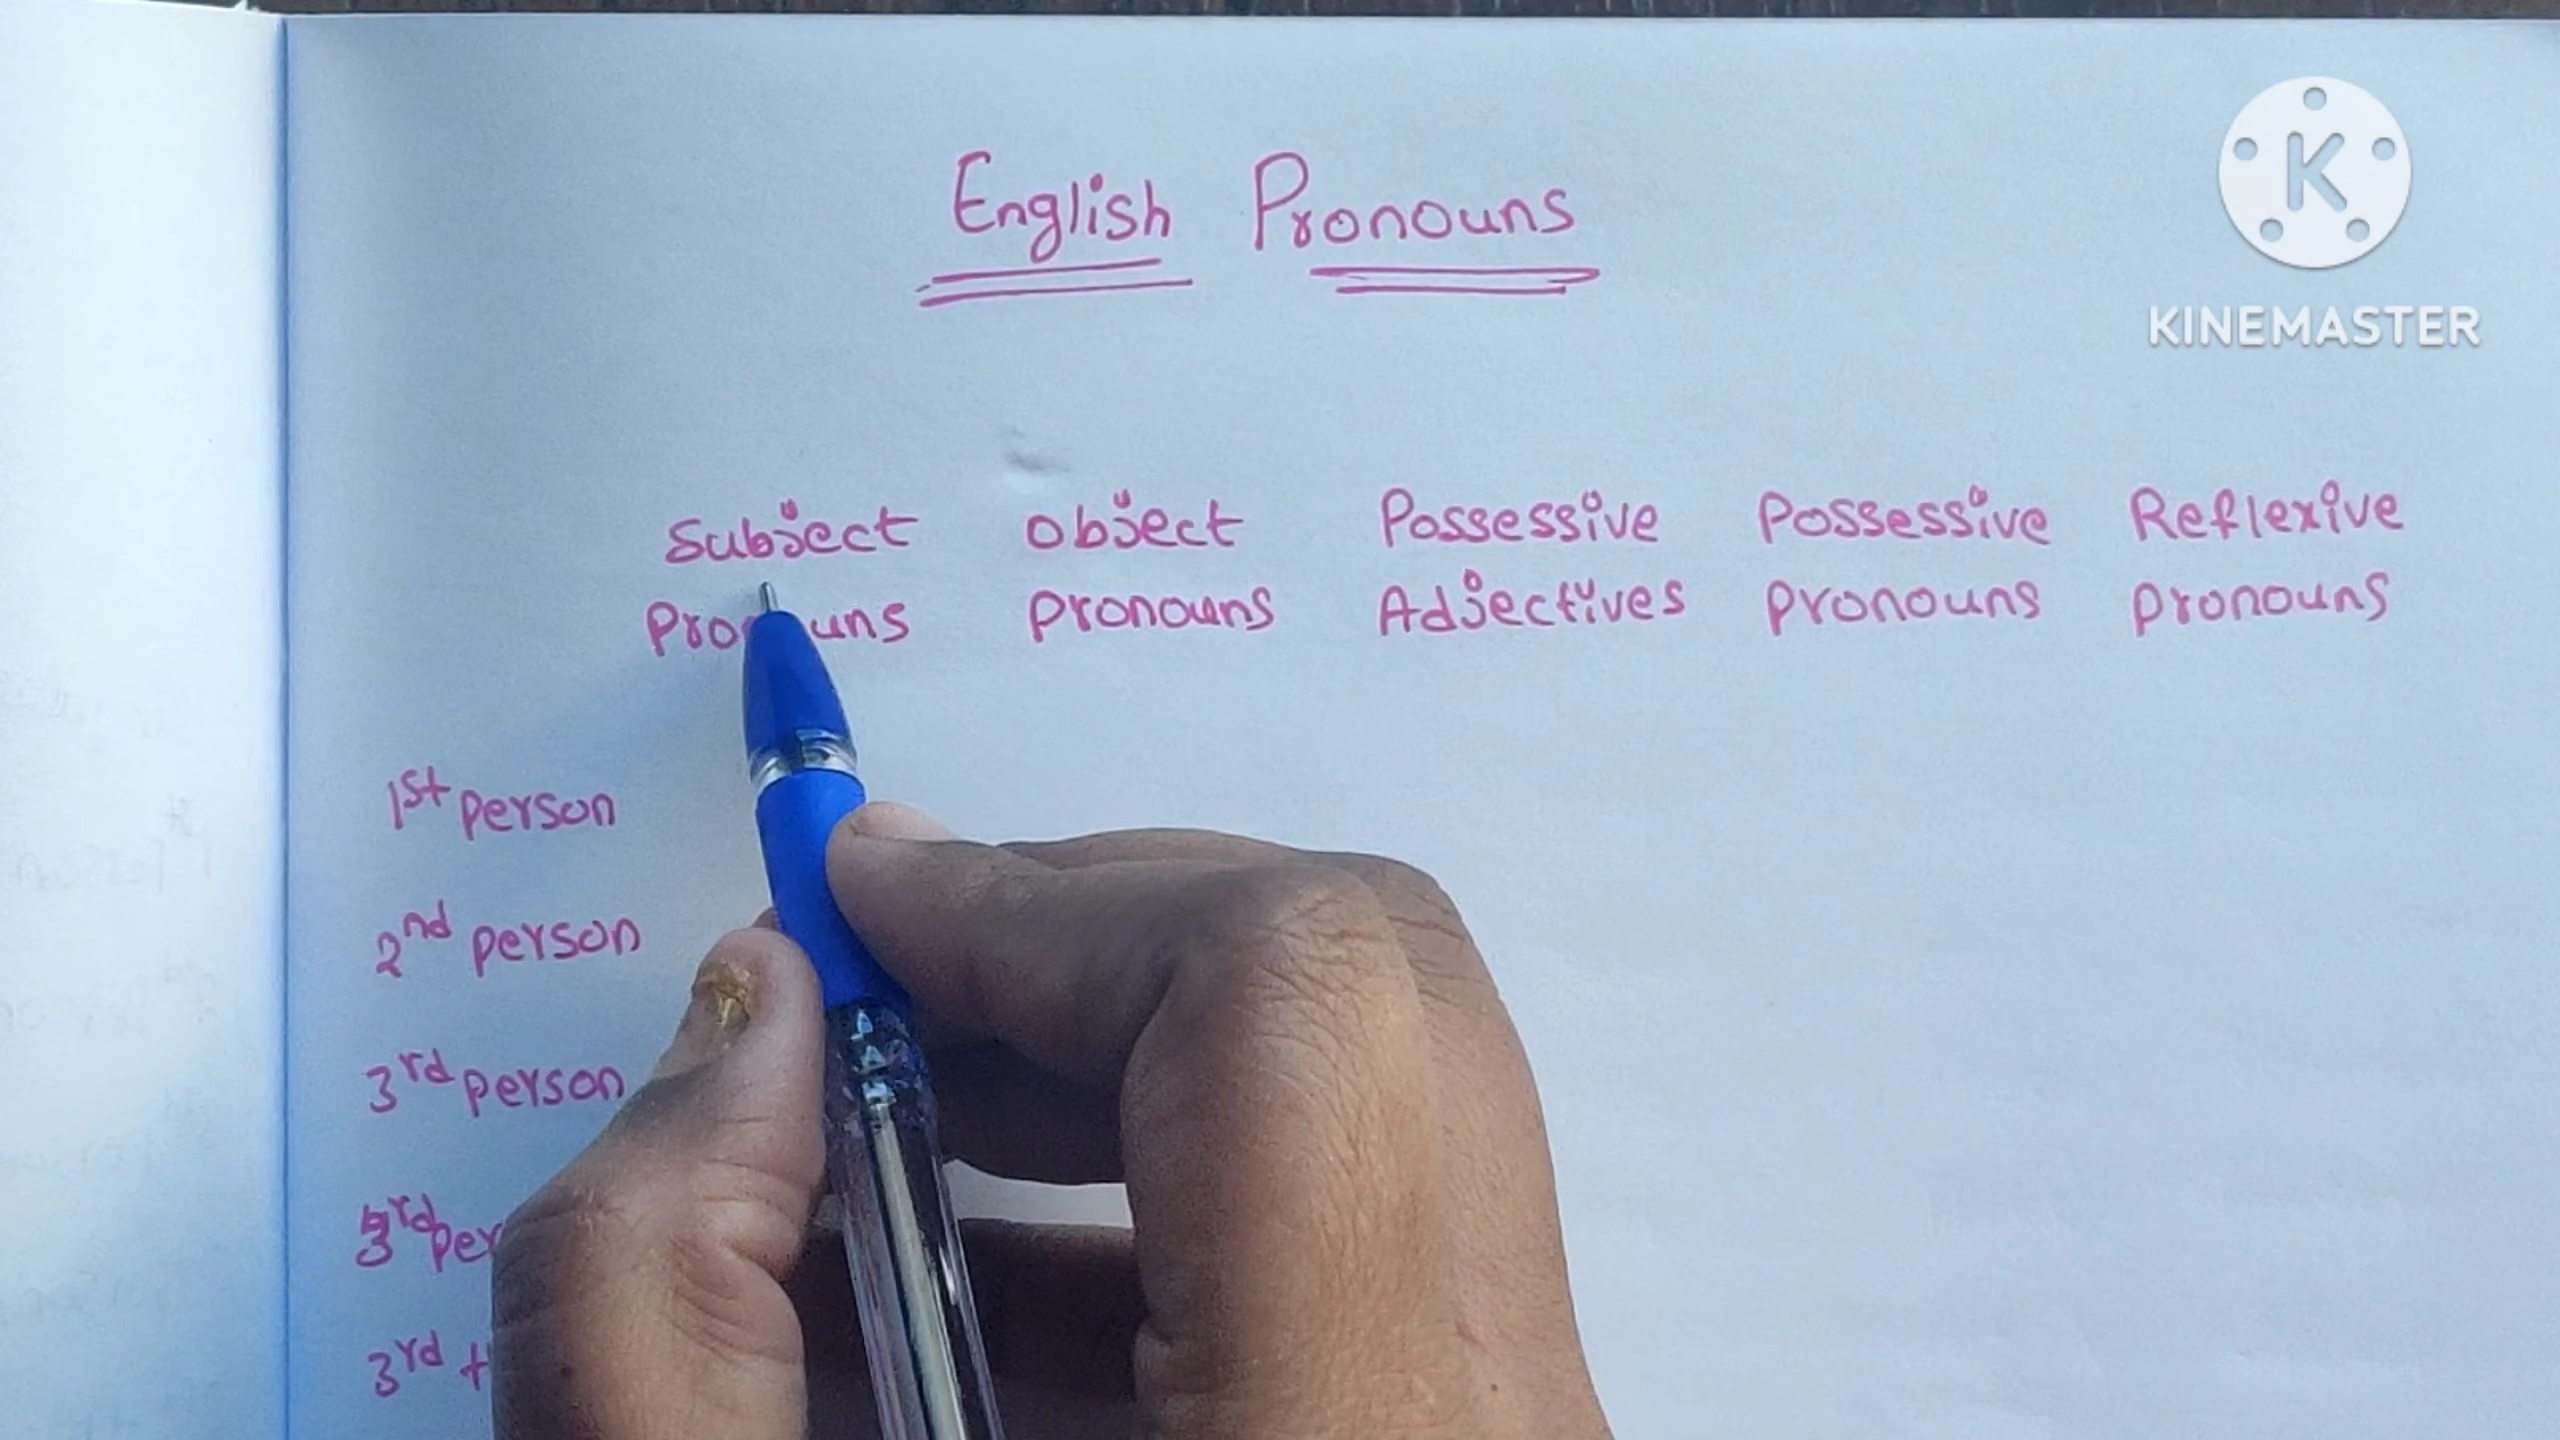 English Pronouns
KINEMASTER
Subject Object Possessive Possessive Reflexive
Pronouns Pronouns Adjectives Pronouns Pronouns
1st person
2nd person
3rd person
3rd
3rd